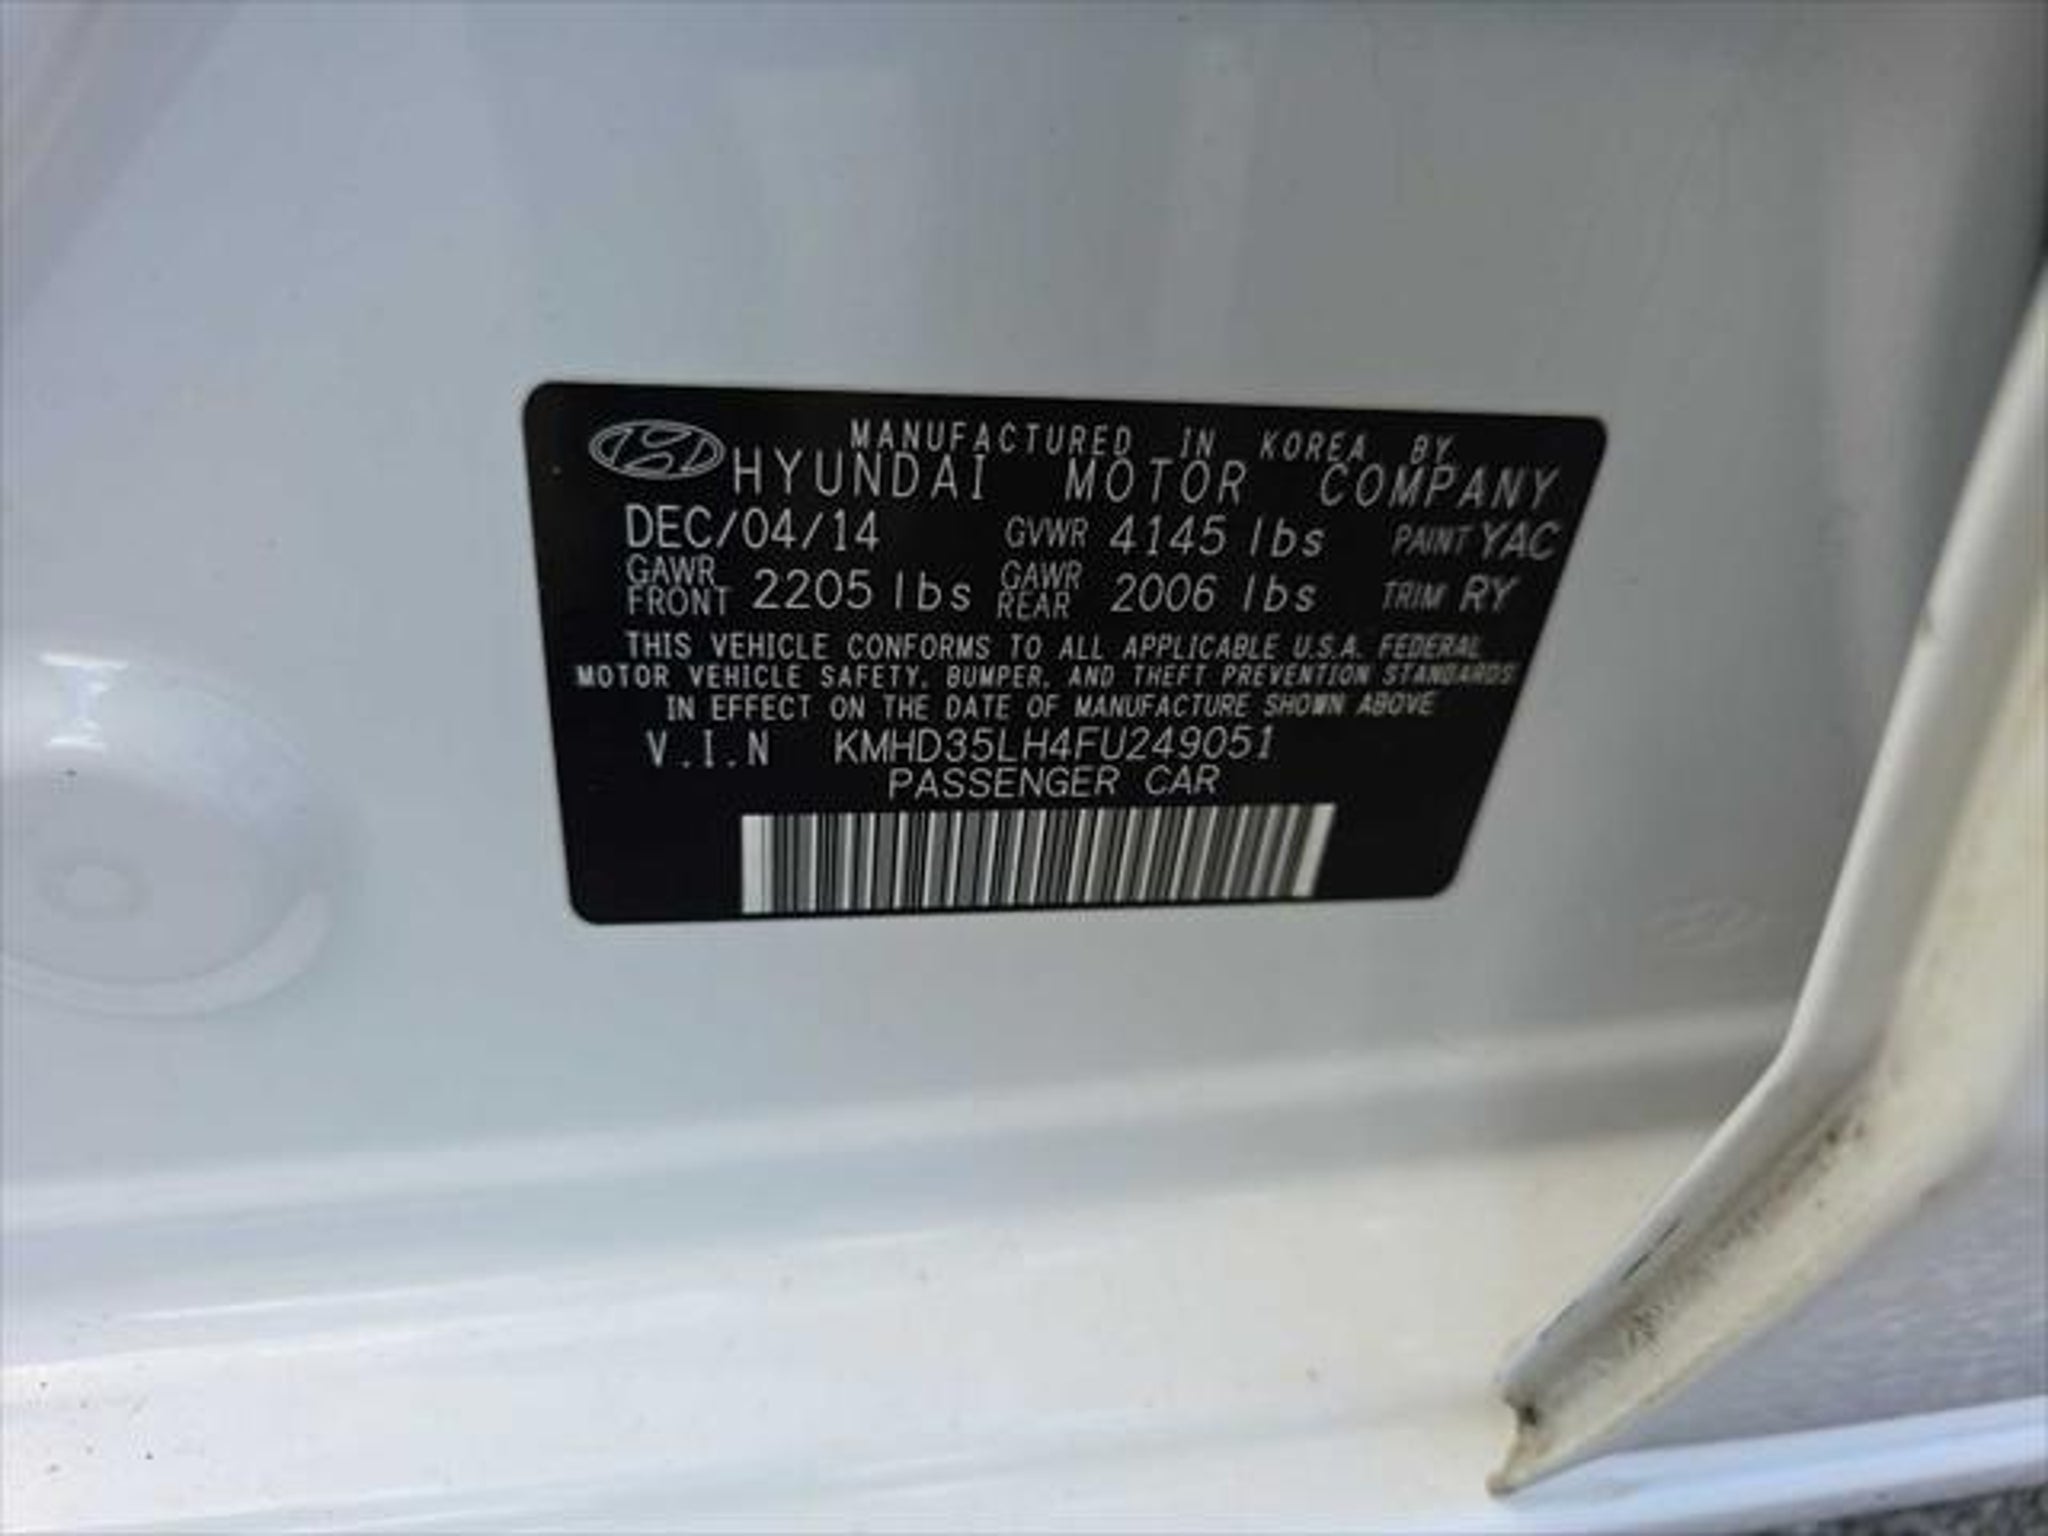 MANUFACTURED IN KOREA BY
HYUNDAI MOTOR COMPANY
DEC/04/14 GVWR 4145 lbs PAINT YAC
GAWR FRONT 2205 lbs GAWR REAR 2006 lbs TRIM RY
THIS VEHICLE CONFORMS TO ALL APPLICABLE U.S.A. FEDERAL
MOTOR VEHICLE SAFETY, BUMPER, AND THEFT PREVENTION STANDARDS
IN EFFECT ON THE DATE OF MANUFACTURE SHOWN ABOVE
V.I.N KMHD35LH4FU249051
PASSENGER CAR